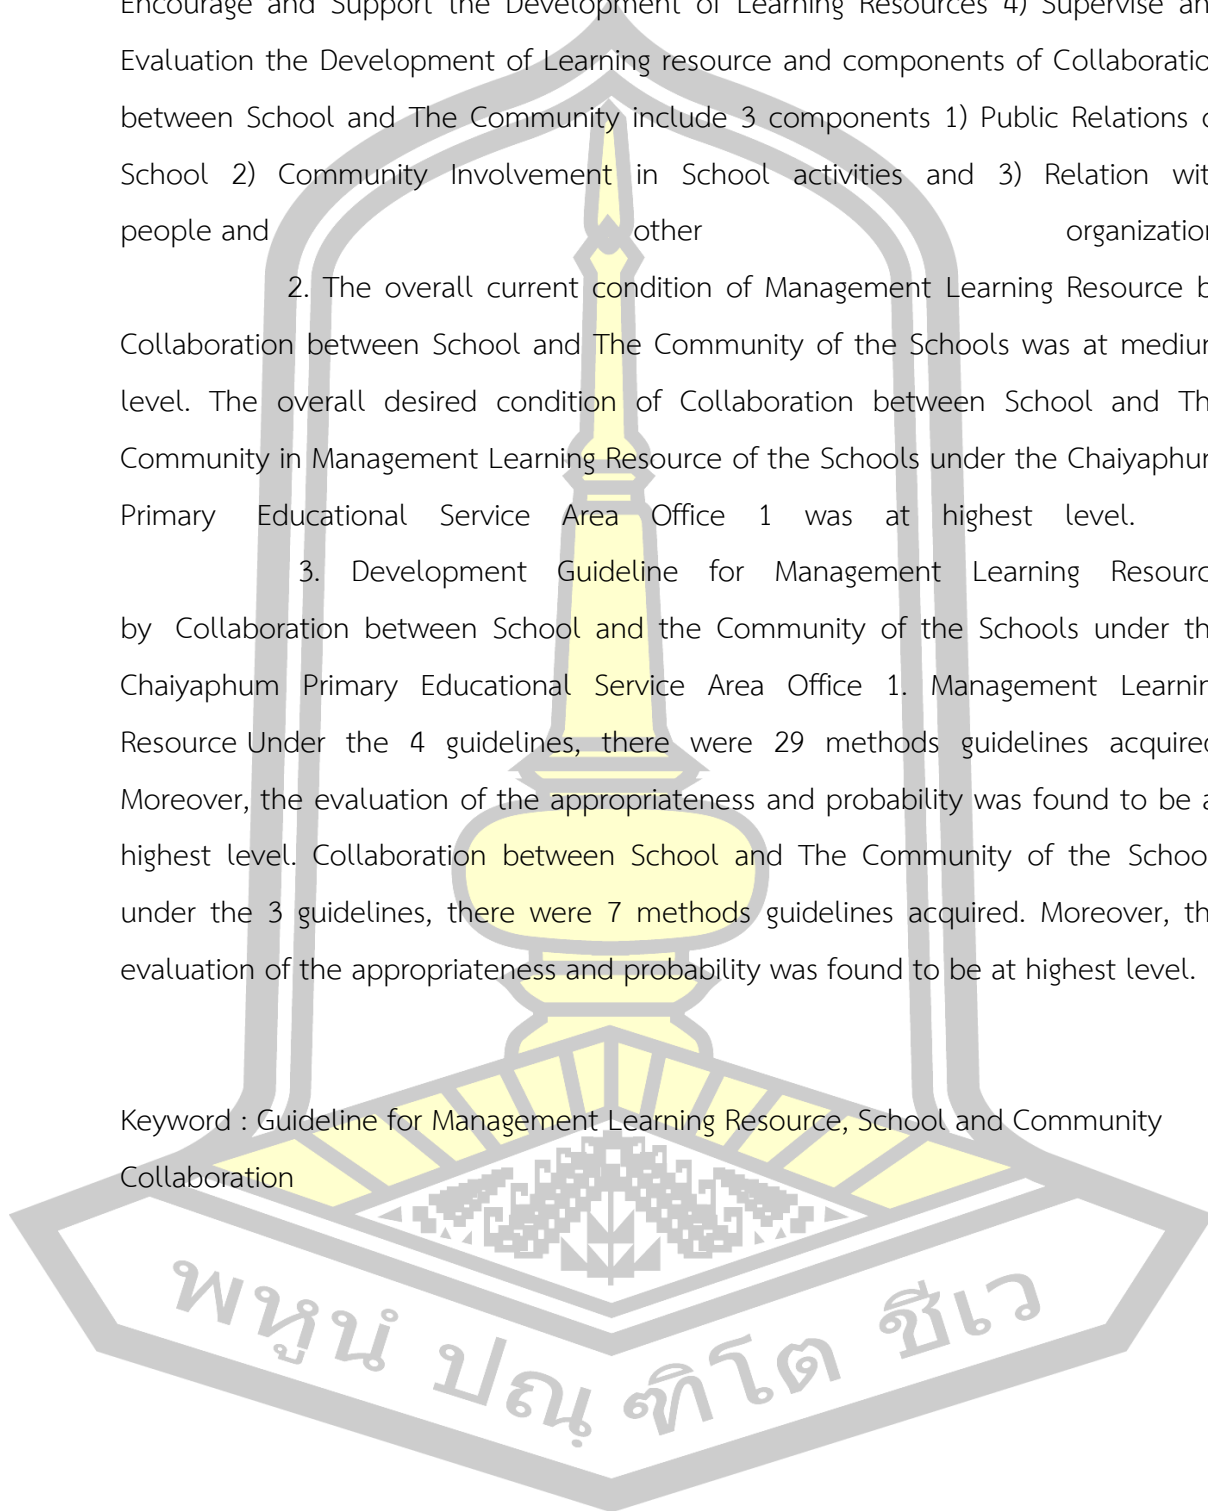 Encourage and Support the Development of Learning Resources 4) Supervise an
Evaluation the Development of Learning resource and components of Collaboratio
between School and The Community include 3 components 1) Public Relations o
School 2) Community Involvement in School activities and 3) Relation wit
people and other organization
2. The overall current condition of Management Learning Resource b
Collaboration between School and The Community of the Schools was at mediun
level. The overall desired condition of Collaboration between School and Th
Community in Management Learning Resource of the Schools under the Chaiyaphun
Primary Educational Service Area Office 1 was at highest level.
3. Development Guideline for Management Learning Resourc
by Collaboration between School and the Community of the Schools under th
Chaiyaphum Primary Educational Service Area Office 1. Management Learnin
Resource Under the 4 guidelines, there were 29 methods guidelines acquired
Moreover, the evaluation of the appropriateness and probability was found to be a
highest level. Collaboration between School and The Community of the School
under the 3 guidelines, there were 7 methods guidelines acquired. Moreover, th
evaluation of the appropriateness and probability was found to be at highest level.
Keyword : Guideline for Management Learning Resource, School and Community
Collaboration
พหูนํ ปณฺฑิโต ชีเว